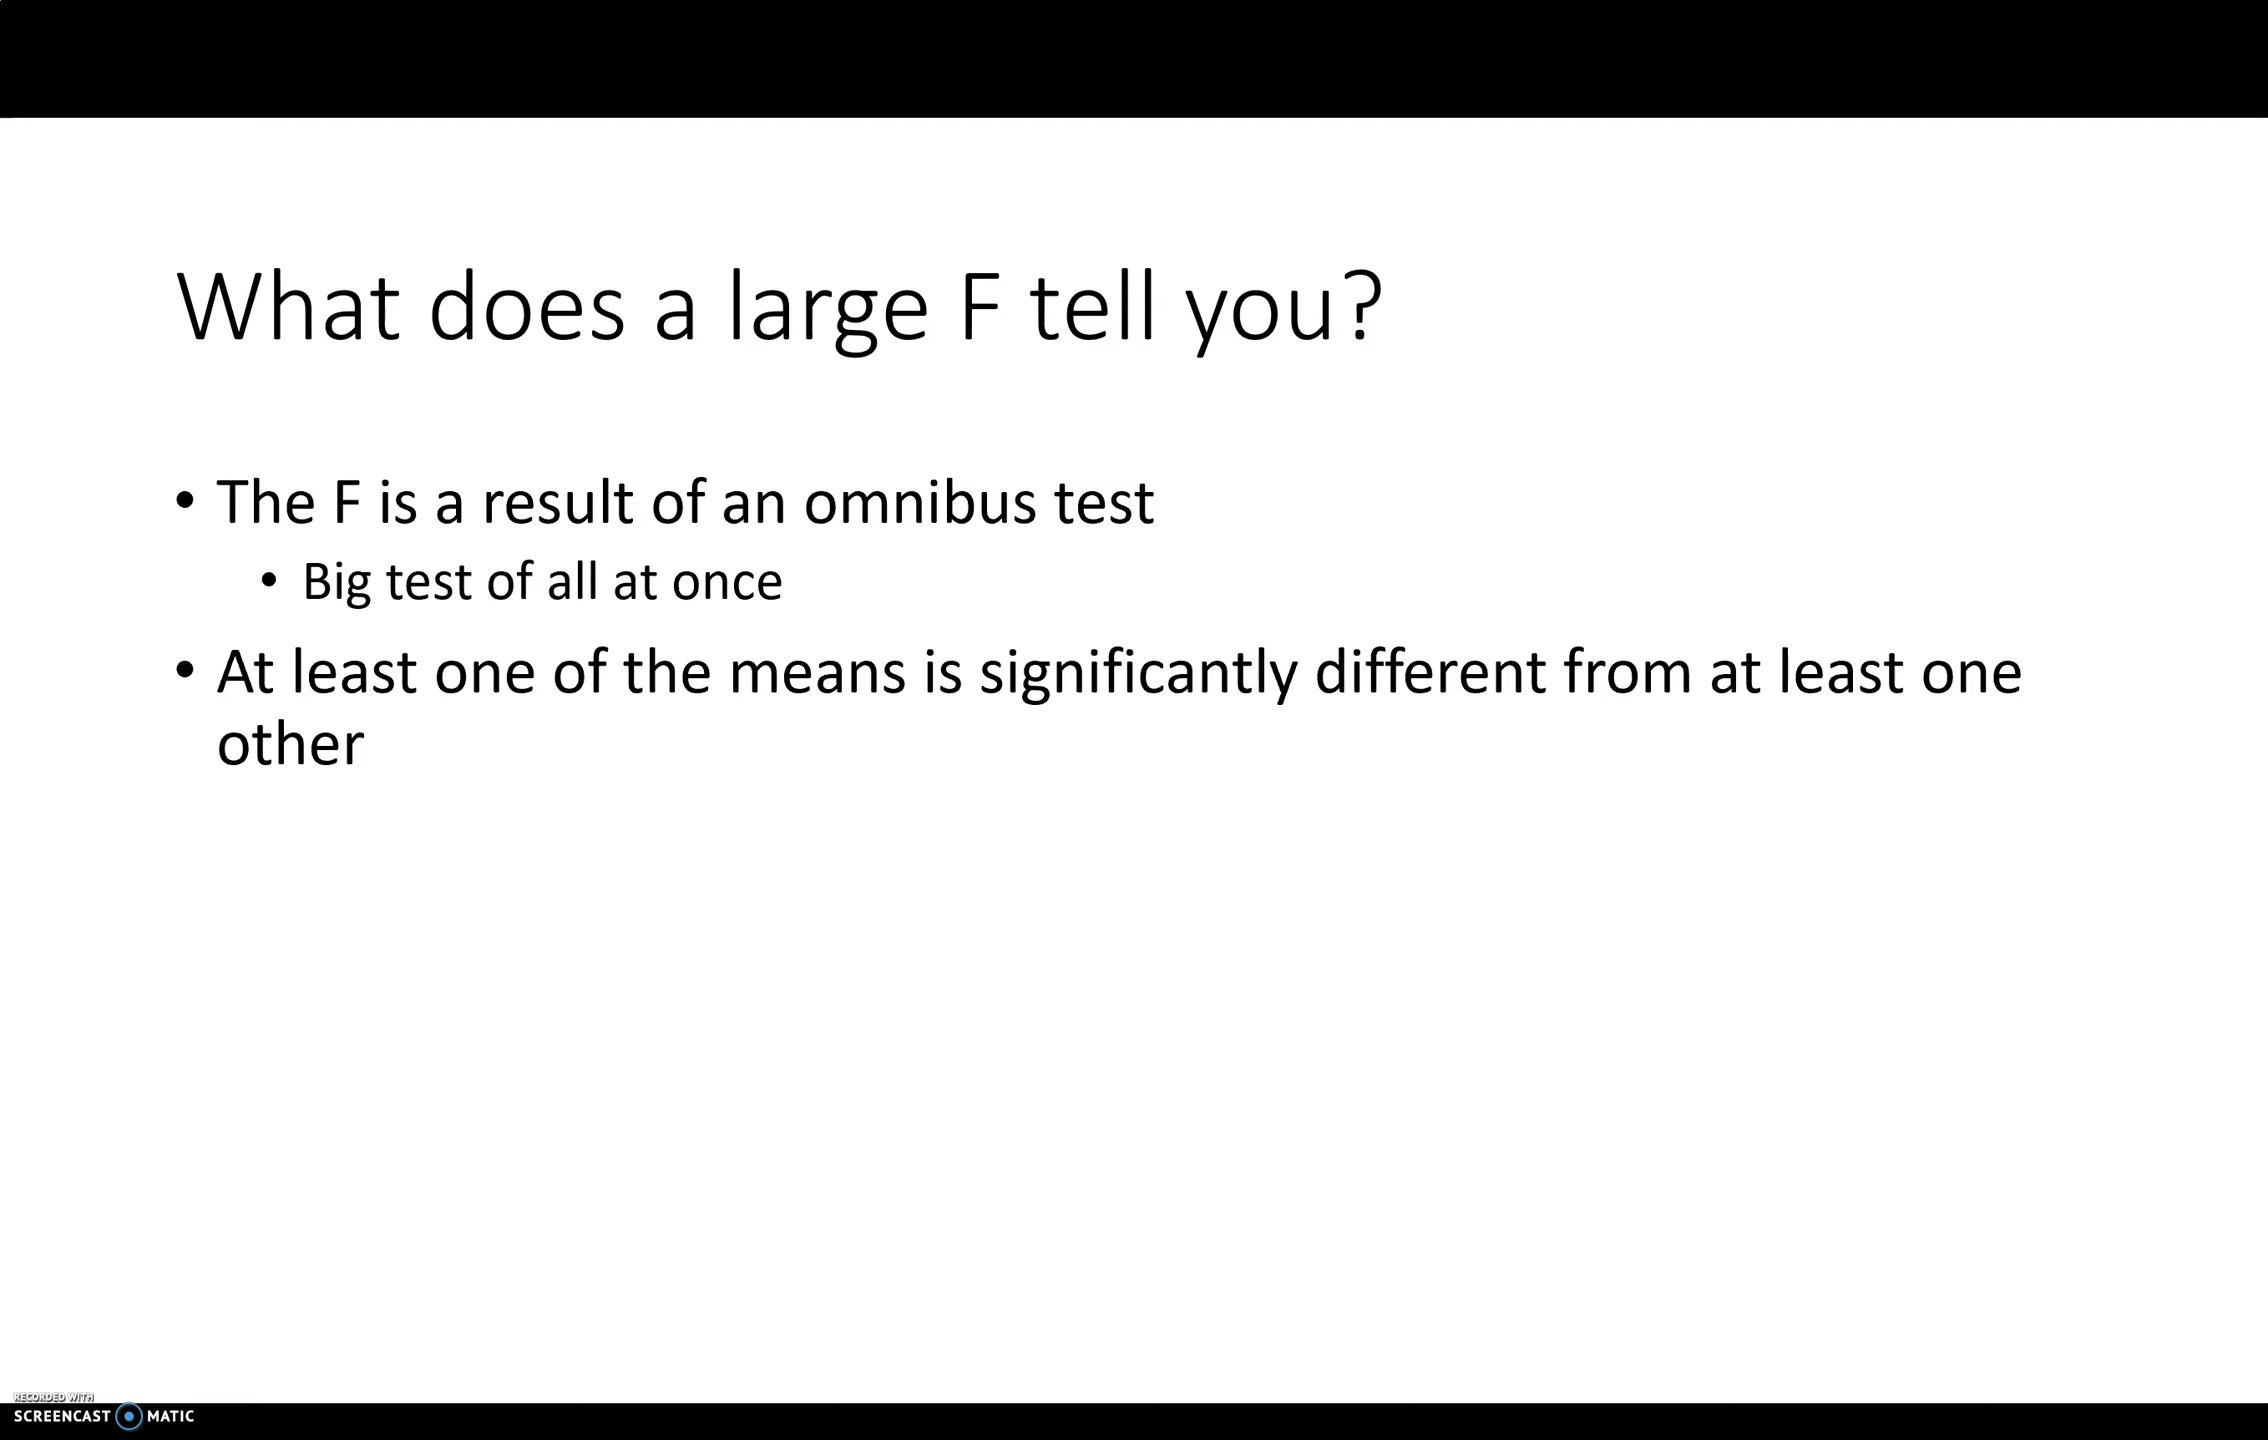 What does a large F tell you?
• The F is a result of an omnibus test
• Big test of all at once
• At least one of the means is significantly different from at least one
other
RECORDED WITH
SCREENCAST MATIC